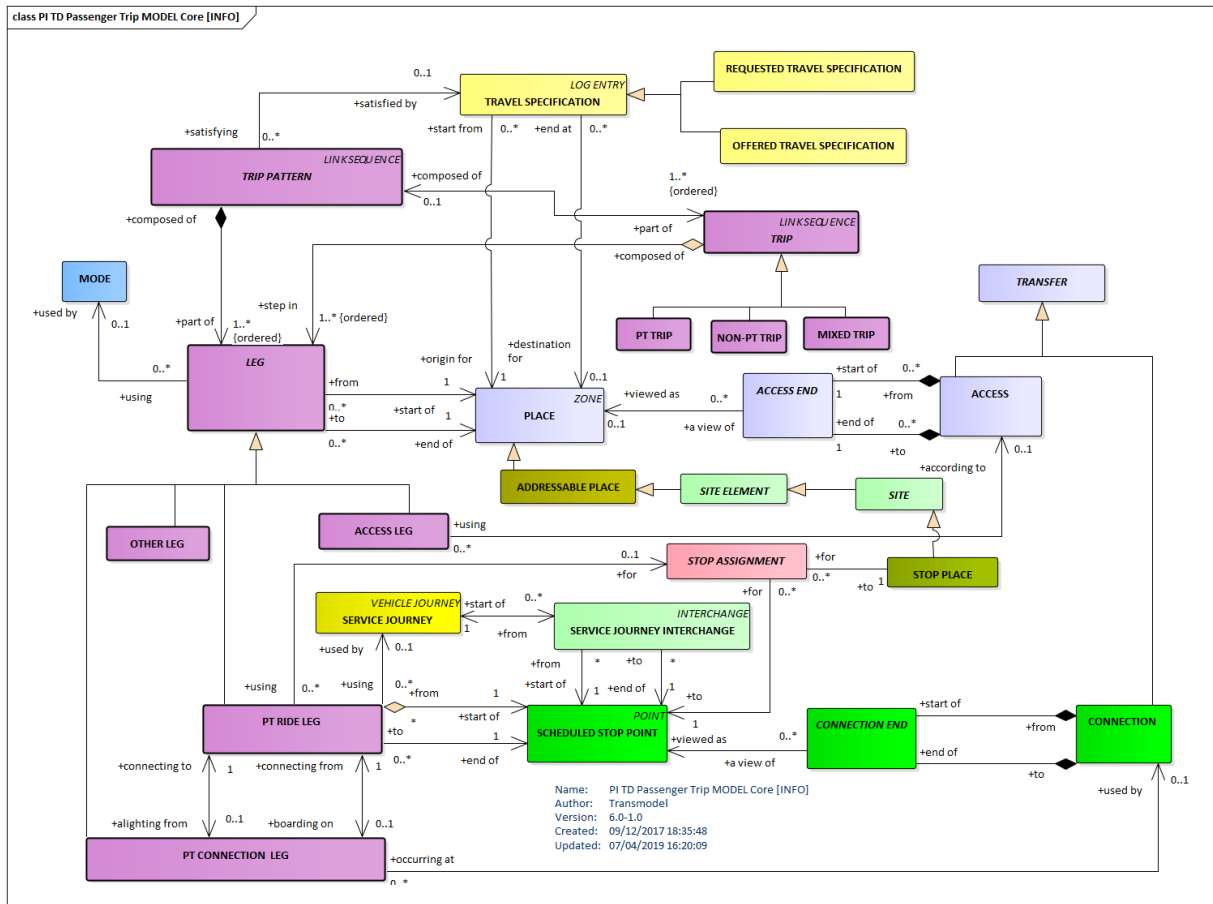 class PI TD Passenger Trip MODEL Core [INFO]
REQUESTED TRAVEL SPECIFICATION
0..1
LOG ENTRY
TRAVEL SPECIFICATION
+satisfied by
+start from
0..*
+end at
0..*
+satisfying
0..*
OFFERED TRAVEL SPECIFICATION
LINKSEQUENCE
TRIP PATTERN
+composed of
0..1
1..*
{ordered}
+composed of
LINKSEQUENCE
TRIP
+part of
+composed of
MODE
TRANSFER
+used by
0..1
+step in
1..* {ordered}
+part of
1..*
{ordered}
PT TRIP
NON-PT TRIP
MIXED TRIP
+destination
for
+origin for
LEG
0..*
+using
+from
1
1
0..1
0..*
+to
+start of
1
0..*
+end of
ZONE
PLACE
+viewed as
0..*
0..1
+a view of
ACCESS END
+start of
0..*
1
+from
+end of
0..*
1
+to
ACCESS
+according to
0..1
ADDRESSABLE PLACE
SITE ELEMENT
SITE
OTHER LEG
ACCESS LEG
+using
0..*
0..1
+for
STOP ASSIGNMENT
+for
0..*
+to
1
STOP PLACE
+for
0..*
VEHICLE JOURNEY
SERVICE JOURNEY
+start of
0..*
1
+from
INTERCHANGE
SERVICE JOURNEY INTERCHANGE
+used by
0..1
+from
*
+to
*
+start of
1
+end of
1
+using
0..*
+using
0..*
+from
1
+to
1
PT RIDE LEG
+start of
+to
*
1
0..*
+end of
POINT
SCHEDULED STOP POINT
+viewed as
0..*
+a view of
CONNECTION END
+start of
+from
+end of
+to
CONNECTION
+used by
0..1
+connecting to
1
+connecting from
1
+alighting from
0..1
+boarding on
0..1
PT CONNECTION LEG
+occurring at
0..*
Name: PI TD Passenger Trip MODEL Core [INFO]
Author: Transmodel
Version: 6.0-1.0
Created: 09/12/2017 18:35:48
Updated: 07/04/2019 16:20:09